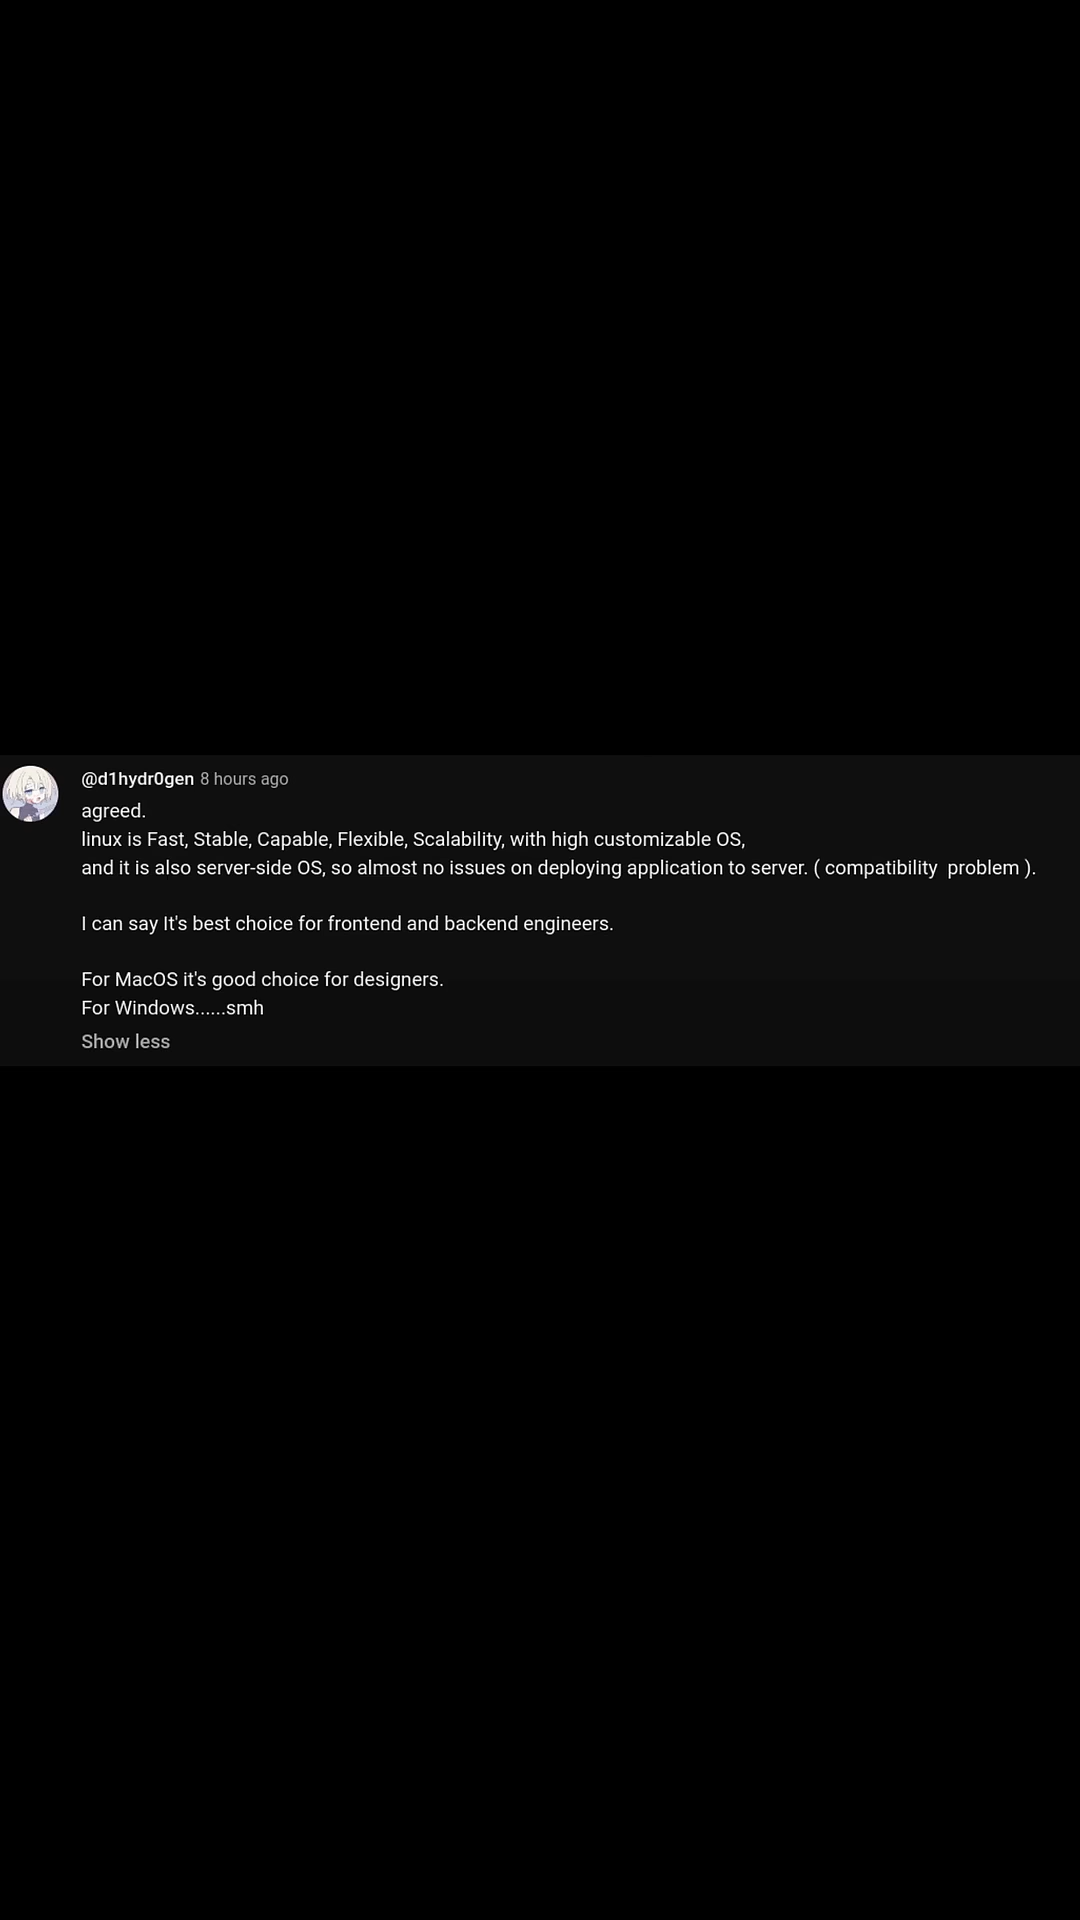 @d1hydr0gen 8 hours ago
agreed.
linux is Fast, Stable, Capable, Flexible, Scalability, with high customizable OS,
and it is also server-side OS, so almost no issues on deploying application to server. ( compatibility  problem ).
I can say It's best choice for frontend and backend engineers.
For MacOS it's good choice for designers.
For Windows......smh
Show less